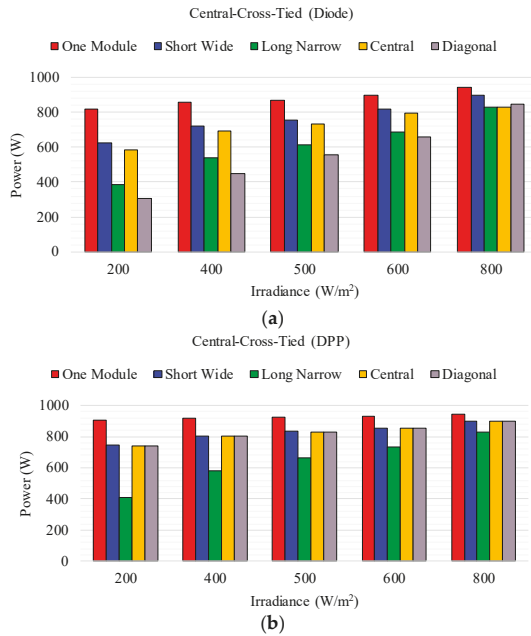 Central-Cross-Tied (Diode)
One Module Short Wide Long Narrow Central Diagonal
1000
800
600
400
200
0
Power (W)
200 400 500 600 800
Irradiance (W/m²)
(a)
Central-Cross-Tied (DPP)
One Module Short Wide Long Narrow Central Diagonal
1000
800
600
400
200
0
Power (W)
200 400 500 600 800
Irradiance (W/m²)
(b)